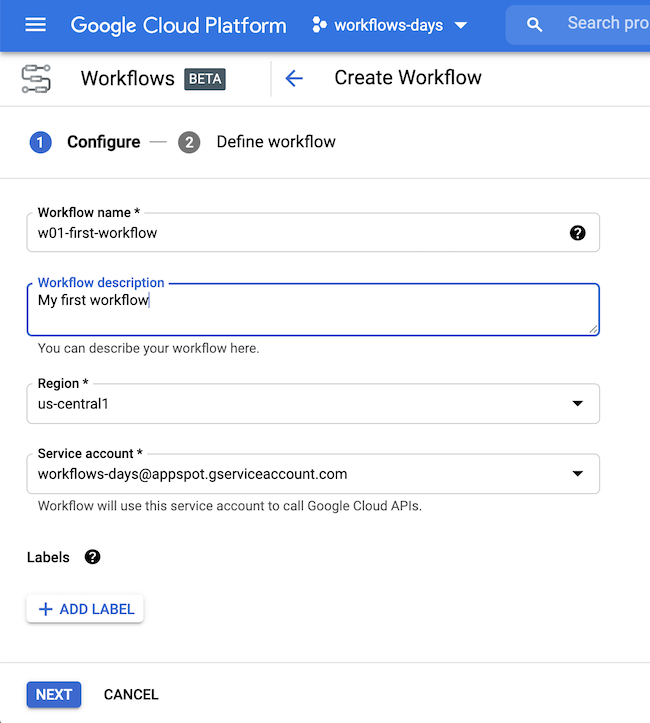 Google Cloud Platform workflows-days Search pro
Workflows BETA Create Workflow
1 Configure — 2 Define workflow
Workflow name *
w01-first-workflow
Workflow description
My first workflow
You can describe your workflow here.
Region *
us-central1
Service account *
workflows-days@appspot.gserviceaccount.com
Workflow will use this service account to call Google Cloud APIs.
Labels
+ ADD LABEL
NEXT CANCEL